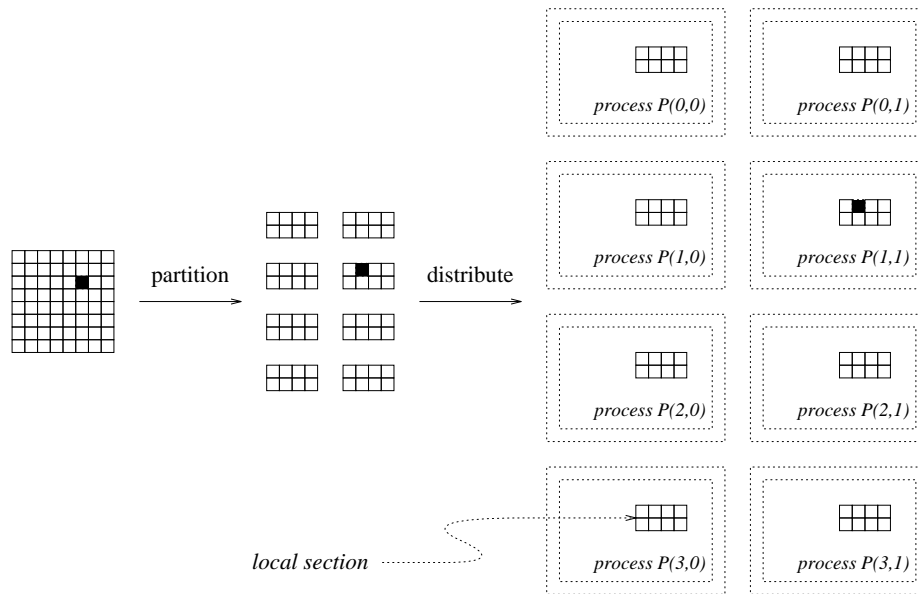 process P(0,0)
process P(0,1)
partition
distribute
process P(1,0)
process P(1,1)
process P(2,0)
process P(2,1)
local section
process P(3,0)
process P(3,1)